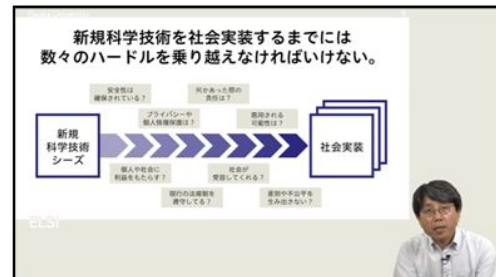 新規科学技術を社会実装するまでには
数々のハードルを乗り越えなければいけない。
安全性は
確保されている？
何かあった際の
責任は？
プライバシーや
個人情報保護は？
悪用される
可能性は？
新規
科学技術
シーズ
社会実装
個人や社会に
利益をもたらす？
社会が
受容してくれる？
現行の法規制を
遵守してる？
差別や不公平を
生み出さない？
ELSI